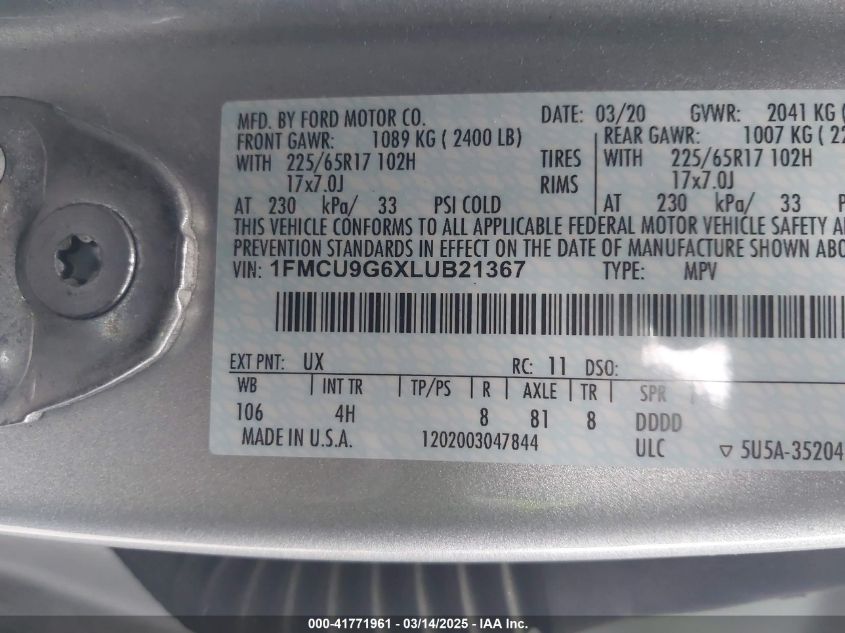 MFD. BY FORD MOTOR CO. DATE: 03/20 GVWR: 2041 KG (
FRONT GAWR: 1089 KG ( 2400 LB) REAR GAWR: 1007 KG ( 22
WITH 225/65R17 102H TIRES WITH 225/65R17 102H
17x7.0J RIMS 17x7.0J
AT 230 kPa/ 33 PSI COLD AT 230 kPa/ 33
THIS VEHICLE CONFORMS TO ALL APPLICABLE FEDERAL MOTOR VEHICLE SAFETY
PREVENTION STANDARDS IN EFFECT ON THE DATE OF MANUFACTURE SHOWN
VIN: 1FMCU9G6XLUB21367 TYPE: MPV
EXT PNT: UX RC: 11 DSO:
WB INT TR TP/PS R AXLE TR SPR
106 4H 8 81 8 DDDD
MADE IN U.S.A. 1202003047844 ULC ▽ 5U5A-35204
000-41771961 - 03/14/2025 - IAA Inc.